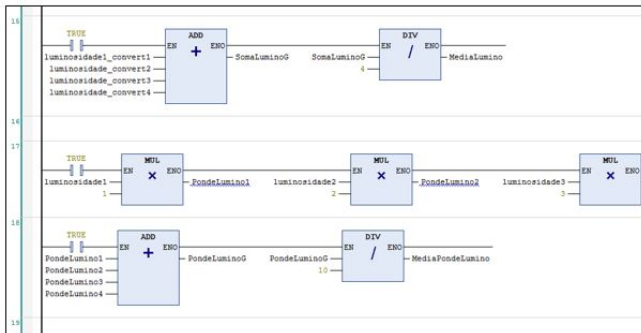 15
TRUE ADD DIV
EN ENO EN ENO
luminosidade1_convert1 + SomaLuminoG SomaLuminoG / MediaLumino
luminosidade_convert2 4
luminosidade_convert3
luminosidade_convert4
16
17
TRUE MUL MUL MUL
EN ENO EN ENO EN ENO
luminosidade1 × PondeLumino1 luminosidade2 × PondeLumino2 luminosidade3 ×
1 2 3
18
TRUE ADD DIV
EN ENO EN ENO
PondeLumino1 + PondeLuminoG PondeLuminoG / MediaPondeLumino
PondeLumino2 10
PondeLumino3
PondeLumino4
19